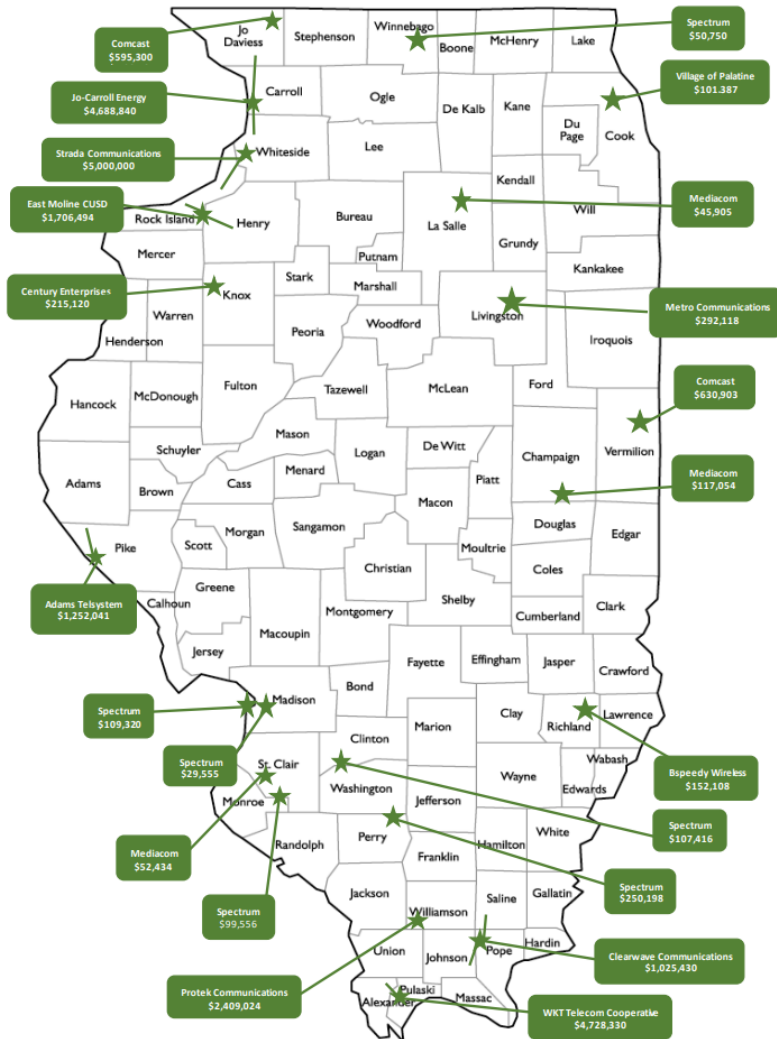 Comcast
$595,300
Jo-Carroll Energy
$4,688,840
Strada Communications
$5,000,000
East Moline CUSD
$1,706,494
Century Enterprises
$215,120
Adams Telsystem
$1,252,041
Spectrum
$109,320
Spectrum
$29,555
Mediacom
$52,434
Spectrum
$99,556
Protek Communications
$2,409,024
Spectrum
$50,750
Village of Palatine
$101.387
Mediacom
$45,905
Metro Communications
$292,118
Comcast
$630,903
Mediacom
$117,054
Bspeedy Wireless
$152,108
Spectrum
$107,416
Spectrum
$250,198
Clearwave Communications
$1,025,430
WKT Telecom Cooperative
$4,728,330
Jo
Daviess
Stephenson
Winnebago
Boone
McHenry
Lake
Carroll
Ogle
De Kalb
Kane
Du
Page
Cook
Whiteside
Lee
Kendall
Will
Rock Island
Henry
Bureau
La Salle
Grundy
Mercer
Putnam
Kankakee
Stark
Marshall
Knox
Warren
Henderson
Peoria
Woodford
Livingston
Iroquois
Hancock
McDonough
Fulton
Tazewell
McLean
Ford
Vermilion
Schuyler
Mason
Logan
De Witt
Champaign
Piatt
Adams
Brown
Cass
Menard
Macon
Douglas
Edgar
Pike
Scott
Morgan
Sangamon
Moultrie
Christian
Coles
Greene
Calhoun
Shelby
Cumberland
Clark
Macoupin
Montgomery
Jersey
Fayette
Effingham
Jasper
Crawford
Madison
Bond
Marion
Clay
Richland
Lawrence
Clinton
St. Clair
Wayne
Wabash
Edwards
Washington
Monroe
Jefferson
Randolph
Perry
Hamilton
White
Franklin
Jackson
Saline
Gallatin
Williamson
Union
Johnson
Pope
Hardin
Pulaski
Alexander
Massac